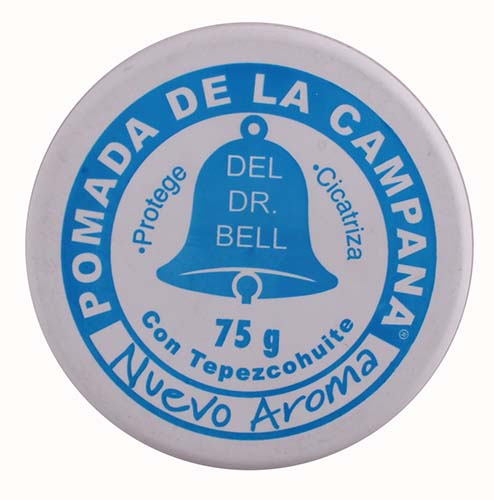 POMADA DE LA CAMPANA®
•Protege
•Cicatriza
DEL
DR.
BELL
75 g
Con Tepezcohuite
Nuevo Aroma